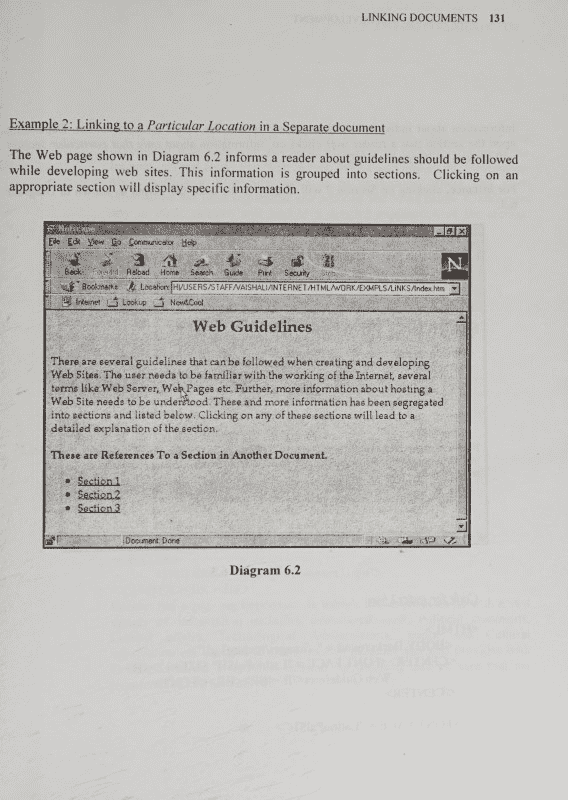 LINKING DOCUMENTS 131
Example 2: Linking to a Particular Location in a Separate document
The Web page shown in Diagram 6.2 informs a reader about guidelines should be followed
while developing web sites. This information is grouped into sections. Clicking on an
appropriate section will display specific information.
File Edit View Go Communicator Help
Back Forward Reload Home Search Guide Print Security
Bookmarks Location: H|/USERS/STAFF/VAISHALI/INTERNET/HTML/WORK/EXMPLS/LINKS/Index.htm
Internet Lookup New&Cool
Web Guidelines
There are several guidelines that can be followed when creating and developing
Web Sites. The user needs to be familiar with the working of the Internet, several
terms like Web Server, Web Pages etc. Further, more information about hosting a
Web Site needs to be understood. These and more information has been segregated
into sections and listed below. Clicking on any of these sections will lead to a
detailed explanation of the section.
These are References To a Section in Another Document.
Section 1
Section 2
Section 3
Document: Done
Diagram 6.2